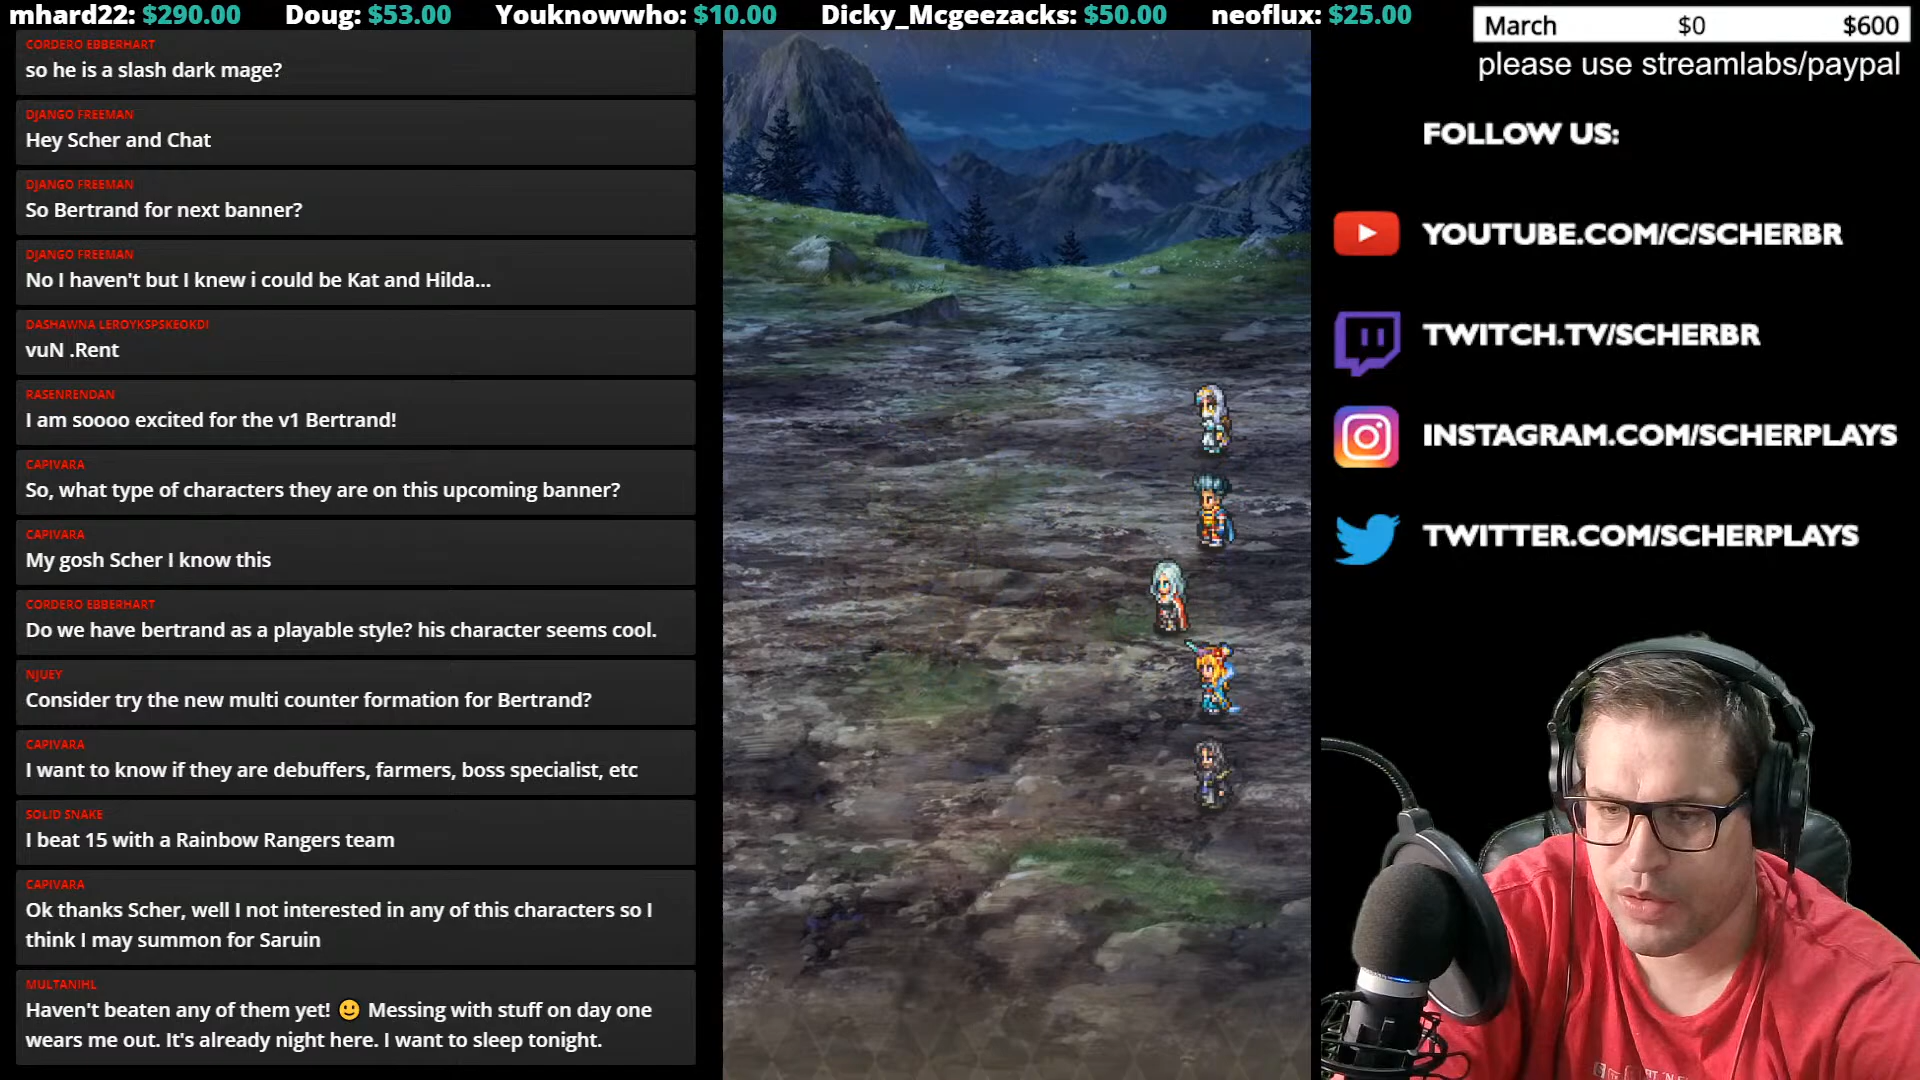 mhard22: $290.00 Doug: $53.00 Youknowwho: $10.00 Dicky_Mcgeezacks: $50.00 neoflux: $25.00
March $0 $600
please use streamlabs/paypal
CORDERO EBBERHART
so he is a slash dark mage?
DJANGO FREEMAN
Hey Scher and Chat
DJANGO FREEMAN
So Bertrand for next banner?
DJANGO FREEMAN
No I haven't but I knew i could be Kat and Hilda...
DASHAWNA LEROYKSPSKEOKDI
vuN .Rent
RASENRENDAN
I am soooo excited for the v1 Bertrand!
CAPIVARA
So, what type of characters they are on this upcoming banner?
CAPIVARA
My gosh Scher I know this
CORDERO EBBERHART
Do we have bertrand as a playable style? his character seems cool.
NJUEY
Consider try the new multi counter formation for Bertrand?
CAPIVARA
I want to know if they are debuffers, farmers, boss specialist, etc
SOLID SNAKE
I beat 15 with a Rainbow Rangers team
CAPIVARA
Ok thanks Scher, well I not interested in any of this characters so I
think I may summon for Saruin
MULTANIHL
Haven't beaten any of them yet! 🙂 Messing with stuff on day one
wears me out. It's already night here. I want to sleep tonight.
FOLLOW US:
YOUTUBE.COM/C/SCHERBR
TWITCH.TV/SCHERBR
INSTAGRAM.COM/SCHERPLAYS
TWITTER.COM/SCHERPLAYS